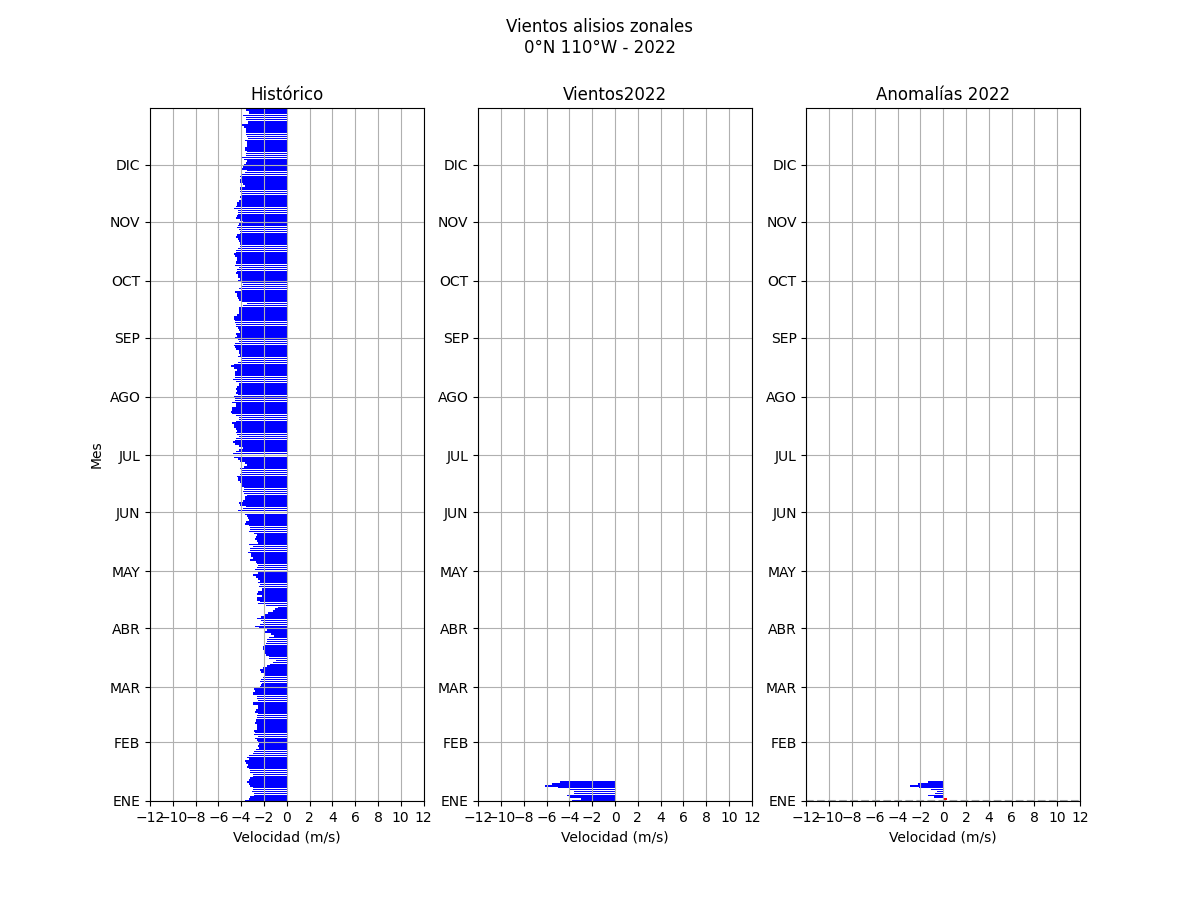 Vientos alisios zonales
0°N 110°W - 2022
Histórico
Vientos2022
Anomalías 2022
Mes
DIC
NOV
OCT
SEP
AGO
JUL
JUN
MAY
ABR
MAR
FEB
ENE
−12 −10 −8 −6 −4 −2 0 2 4 6 8 10 12
Velocidad (m/s)
DIC
NOV
OCT
SEP
AGO
JUL
JUN
MAY
ABR
MAR
FEB
ENE
−12 −10 −8 −6 −4 −2 0 2 4 6 8 10 12
Velocidad (m/s)
DIC
NOV
OCT
SEP
AGO
JUL
JUN
MAY
ABR
MAR
FEB
ENE
−12 −10 −8 −6 −4 −2 0 2 4 6 8 10 12
Velocidad (m/s)